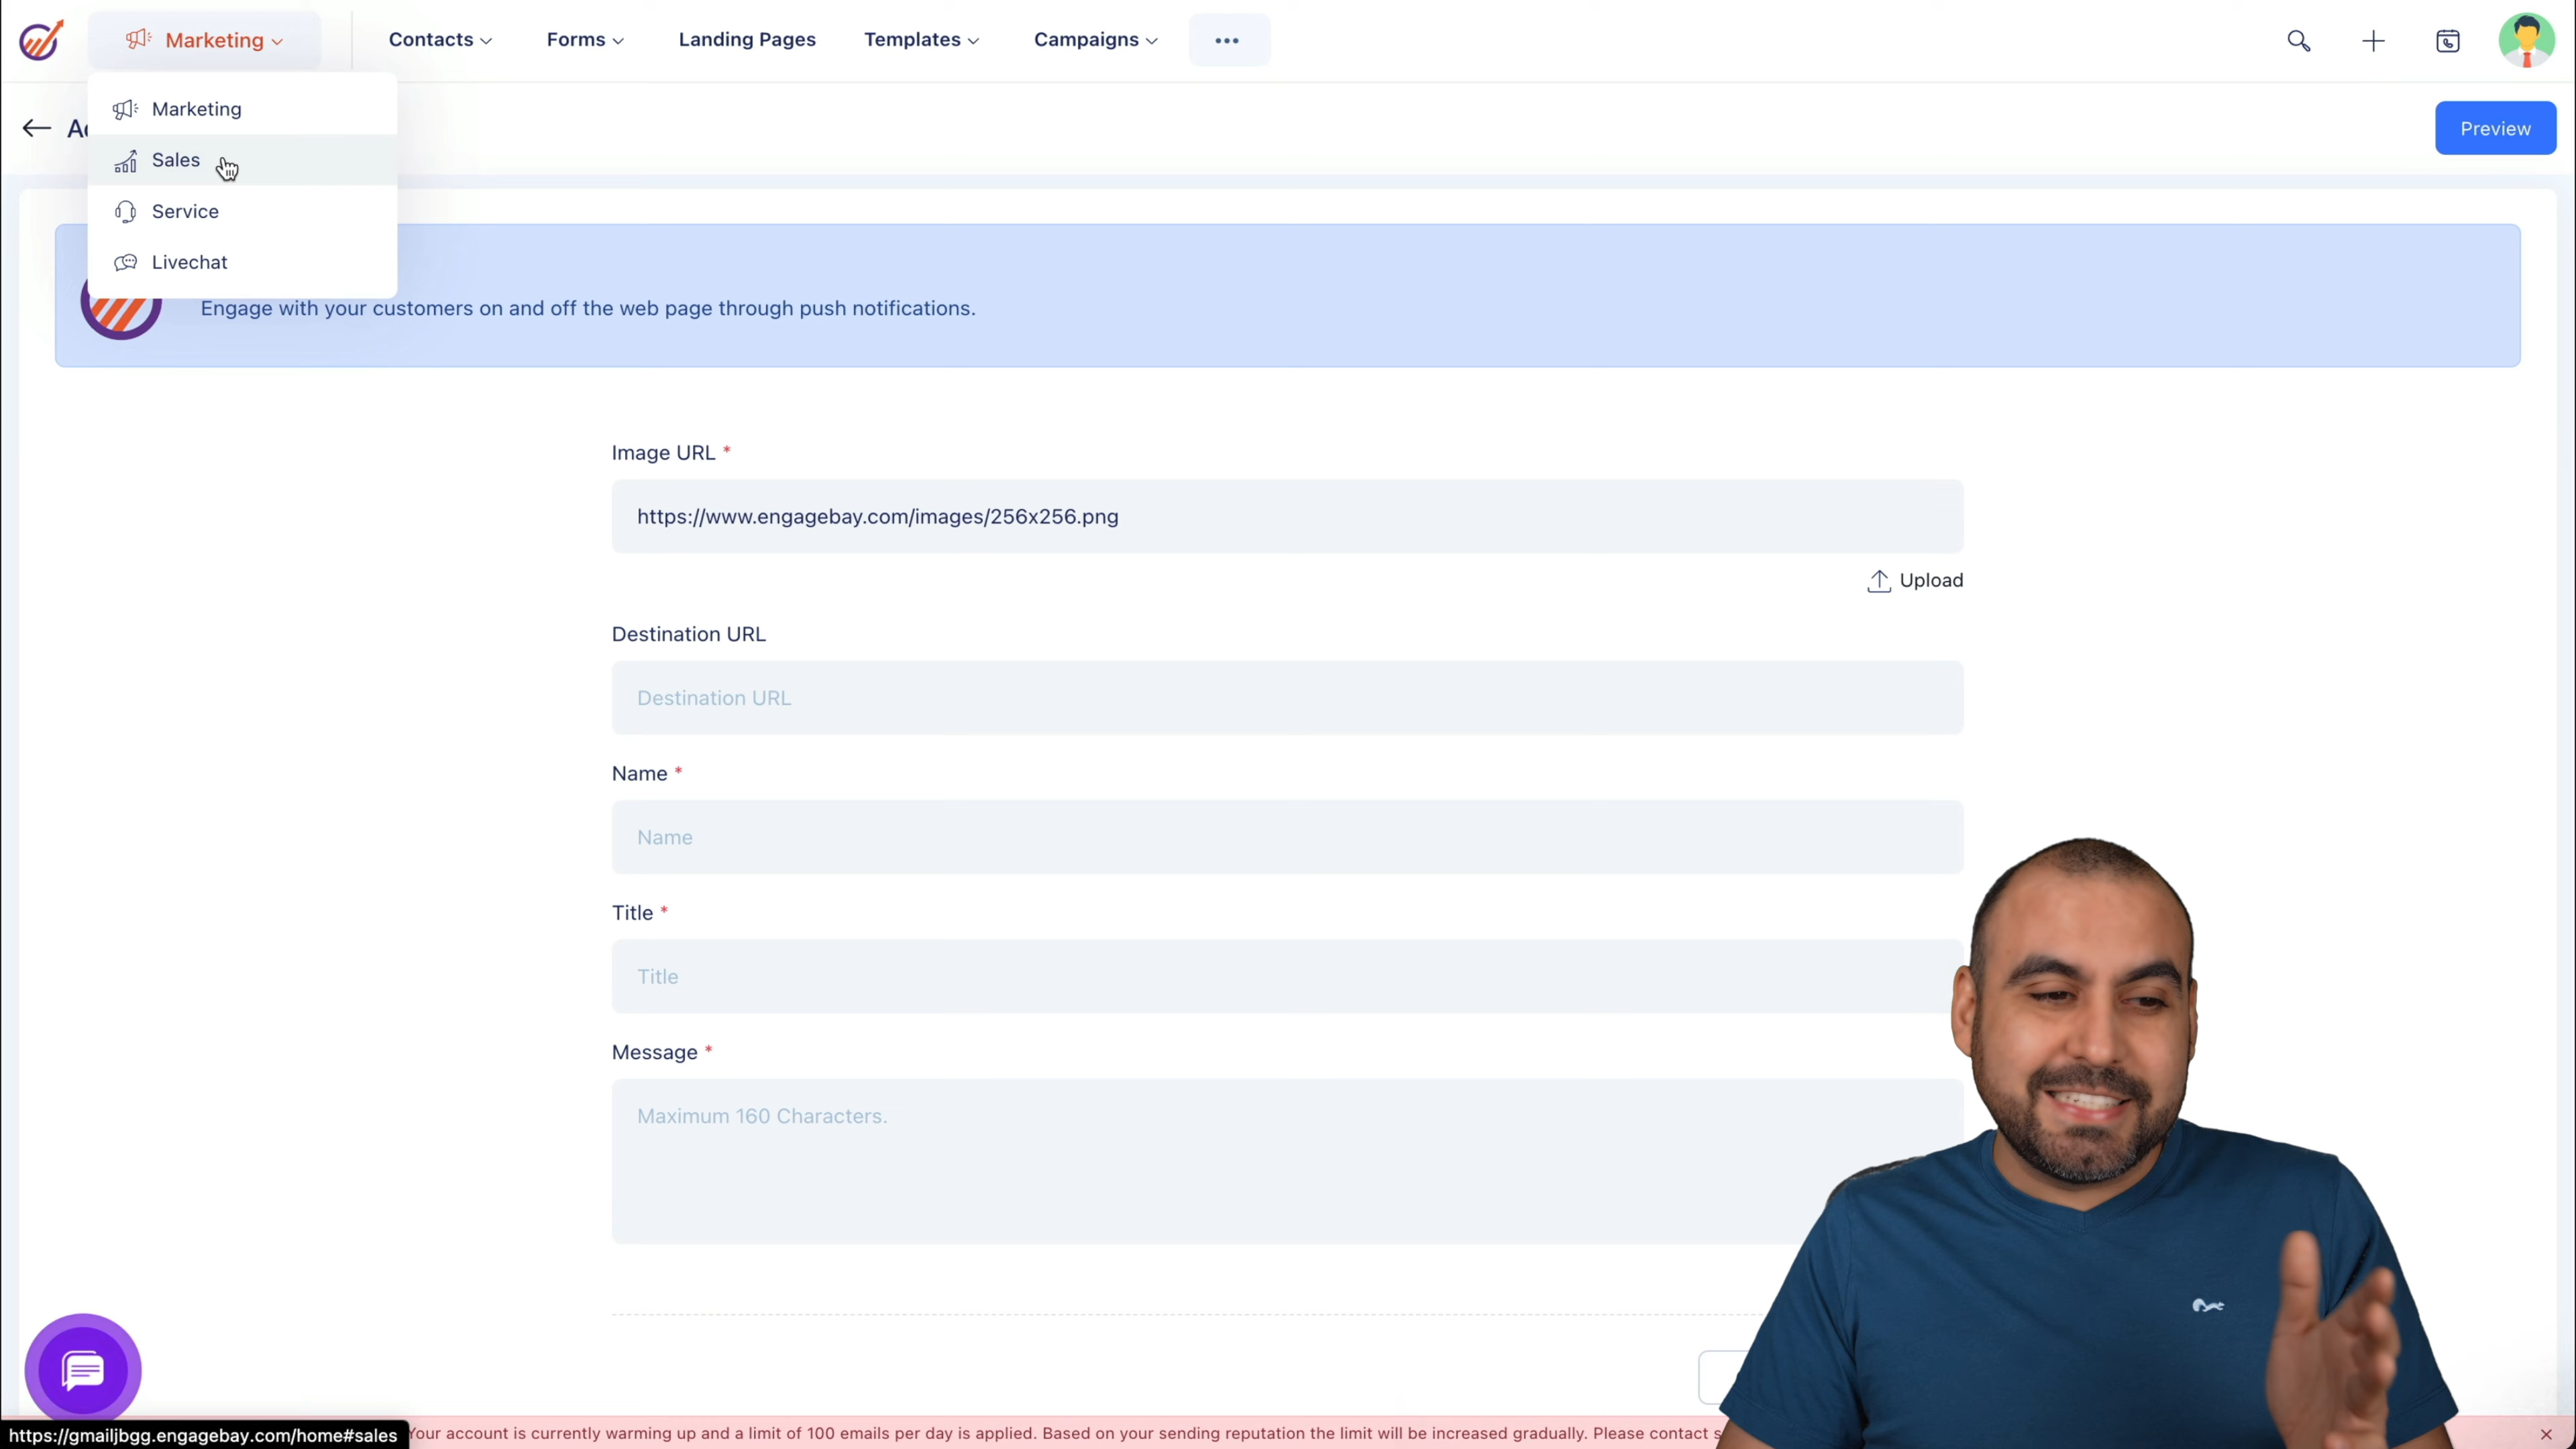 Marketing
Contacts
Forms
Landing Pages
Templates
Campaigns
Marketing
Sales
Service
Livechat
Preview
Engage with your customers on and off the web page through push notifications.
Image URL *
https://www.engagebay.com/images/256x256.png
Upload
Destination URL
Destination URL
Name *
Name
Title *
Title
Message *
Maximum 160 Characters.
https://gmailjbgg.engagebay.com/home#sales
Your account is currently warming up and a limit of 100 emails per day is applied. Based on your sending reputation the limit will be increased gradually. Please contact